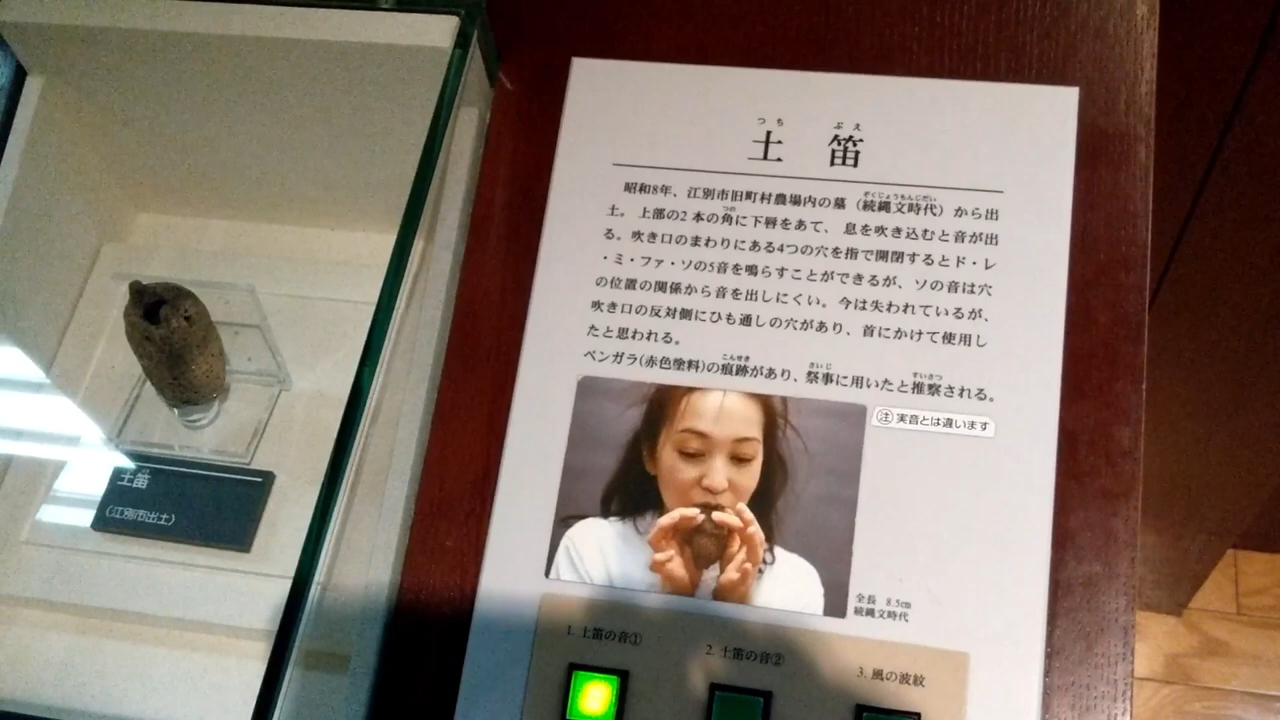 土笛
(江別市出土)
つち ぶえ
土 笛
昭和8年、江別市旧町村農場内の墓（続縄文時代）から出
土。上部の2本の角に下唇をあて、息を吹き込むと音が出
る。吹き口のまわりにある4つの穴を指で開閉するとド・レ
・ミ・ファ・ソの5音を鳴らすことができるが、ソの音は穴
の位置の関係から音を出しにくい。今は失われているが、
吹き口の反対側にひも通しの穴があり、首にかけて使用し
たと思われる。
ベンガラ(赤色塗料)の痕跡があり、祭事に用いたと推察される。
注 実音とは違います
全長 8.5cm
続縄文時代
1. 土笛の音①
2. 土笛の音②
3. 風の波紋